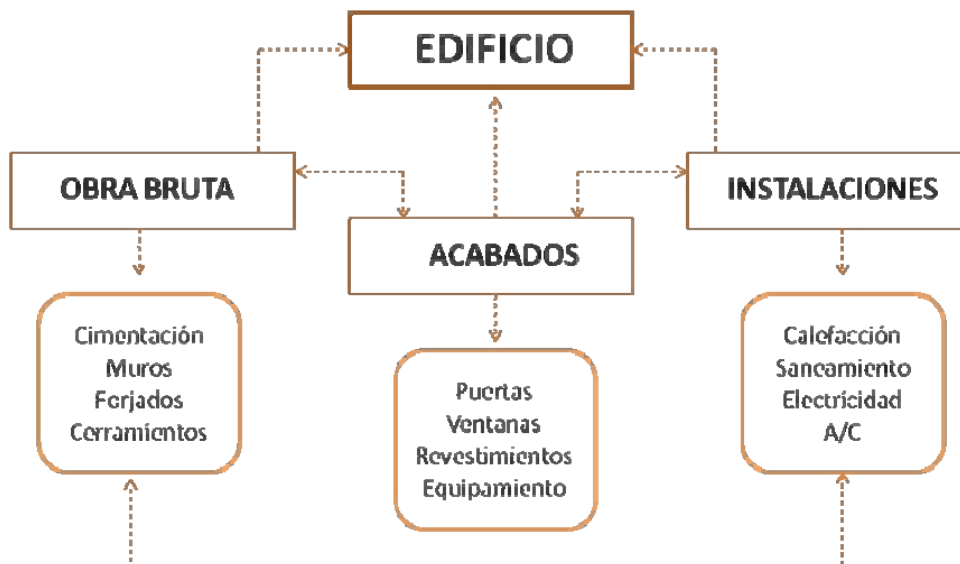 EDIFICIO
OBRA BRUTA
INSTALACIONES
ACABADOS
Cimentación
Muros
Forjados
Cerramientos
Puertas
Ventanas
Revestimientos
Equipamiento
Calefacción
Saneamiento
Electricidad
A/C